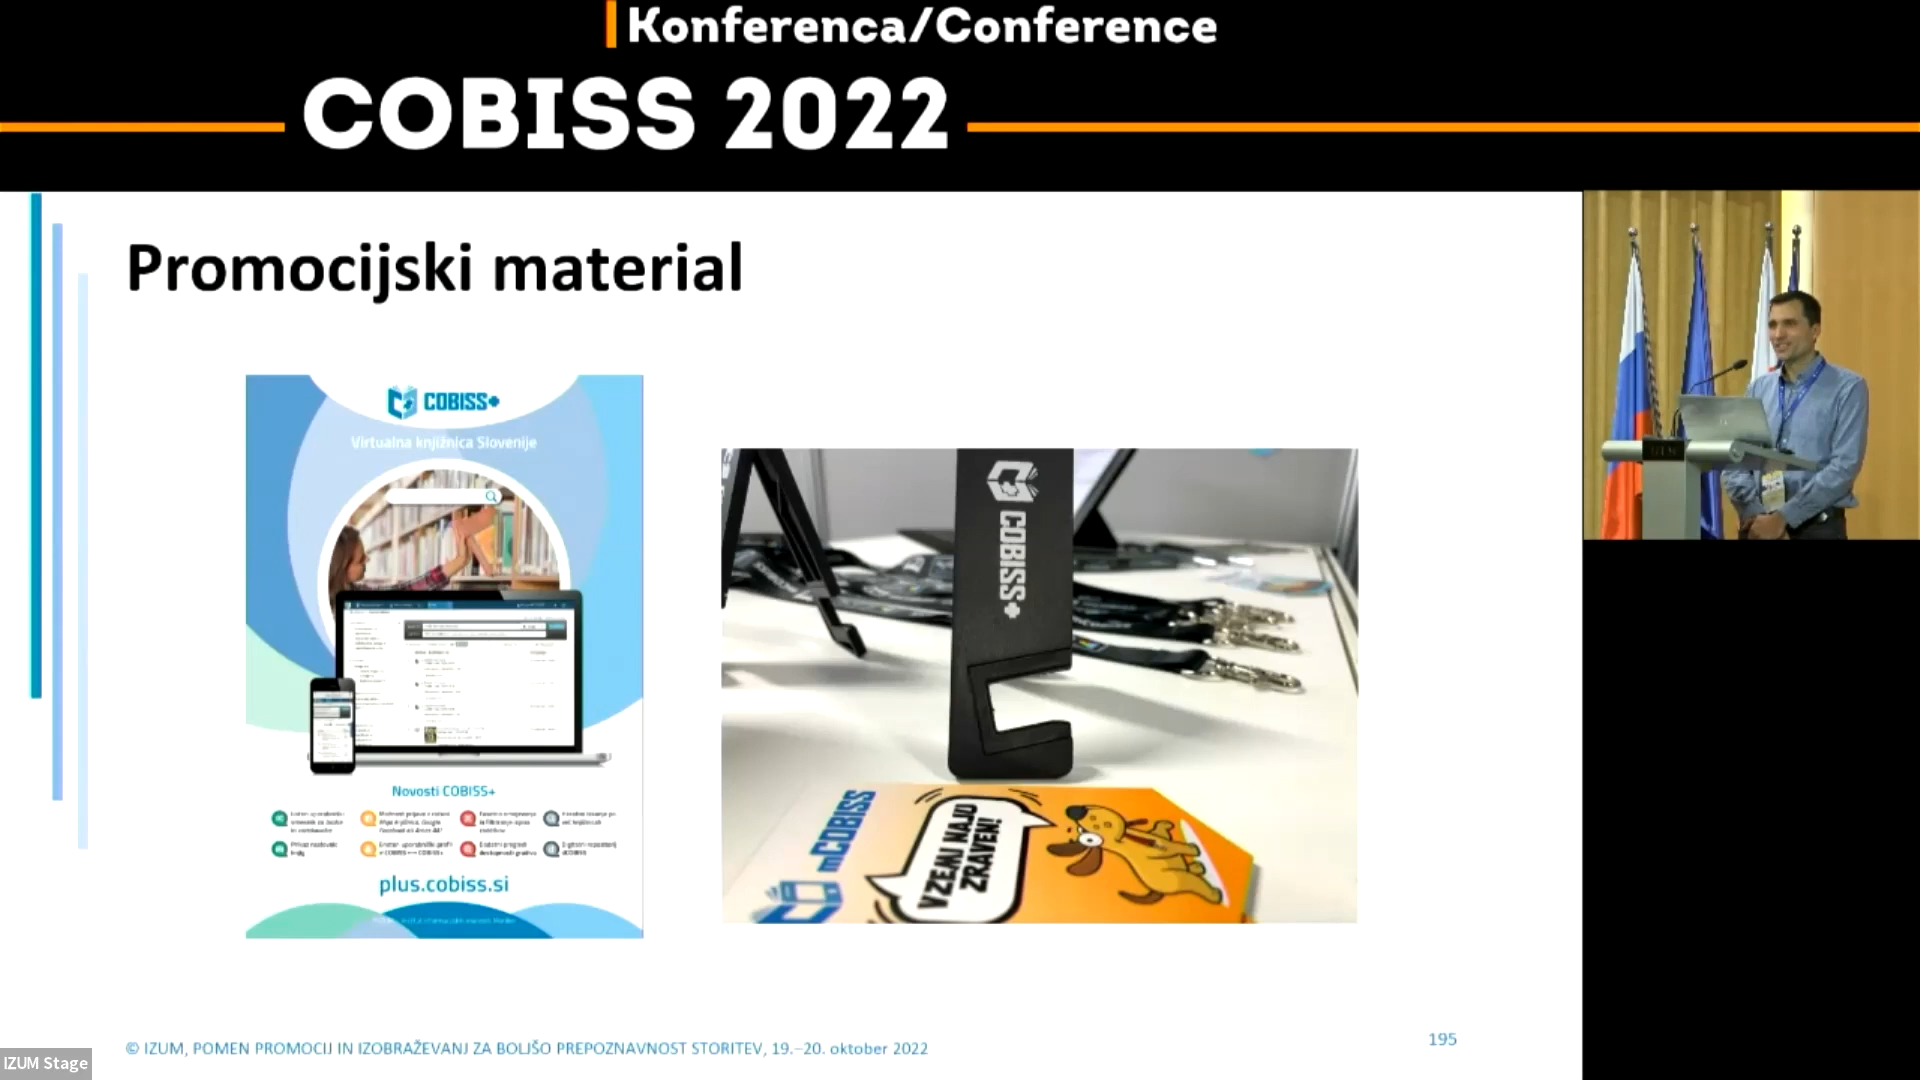 Konferenca/Conference
COBISS 2022
Promocijski material
COBISS+
Virtualna knjižnica Slovenije
Novosti COBISS+
plus.cobiss.si
COBISS+
mCOBISS
VZEMI NAJU
ZRAVEN!
© IZUM, POMEN PROMOCIJ IN IZOBRAŽEVANJ ZA BOLJŠO PREPOZNAVNOST STORITEV, 19.–20. oktober 2022
195
IZUM Stage